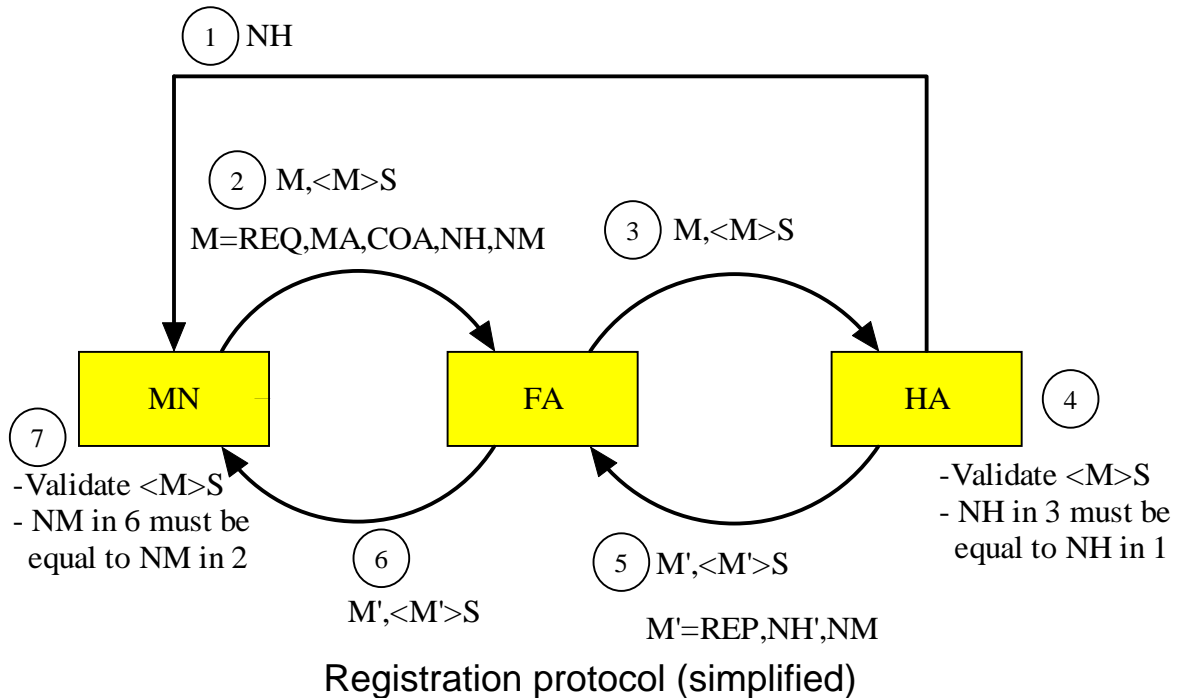 1 NH
2 M,<M>S
M=REQ,MA,COA,NH,NM
3 M,<M>S
MN
FA
HA
4
7
-Validate <M>S
- NM in 6 must be
equal to NM in 2
-Validate <M>S
- NH in 3 must be
equal to NH in 1
6
M',<M'>S
5 M',<M'>S
M'=REP,NH',NM
Registration protocol (simplified)